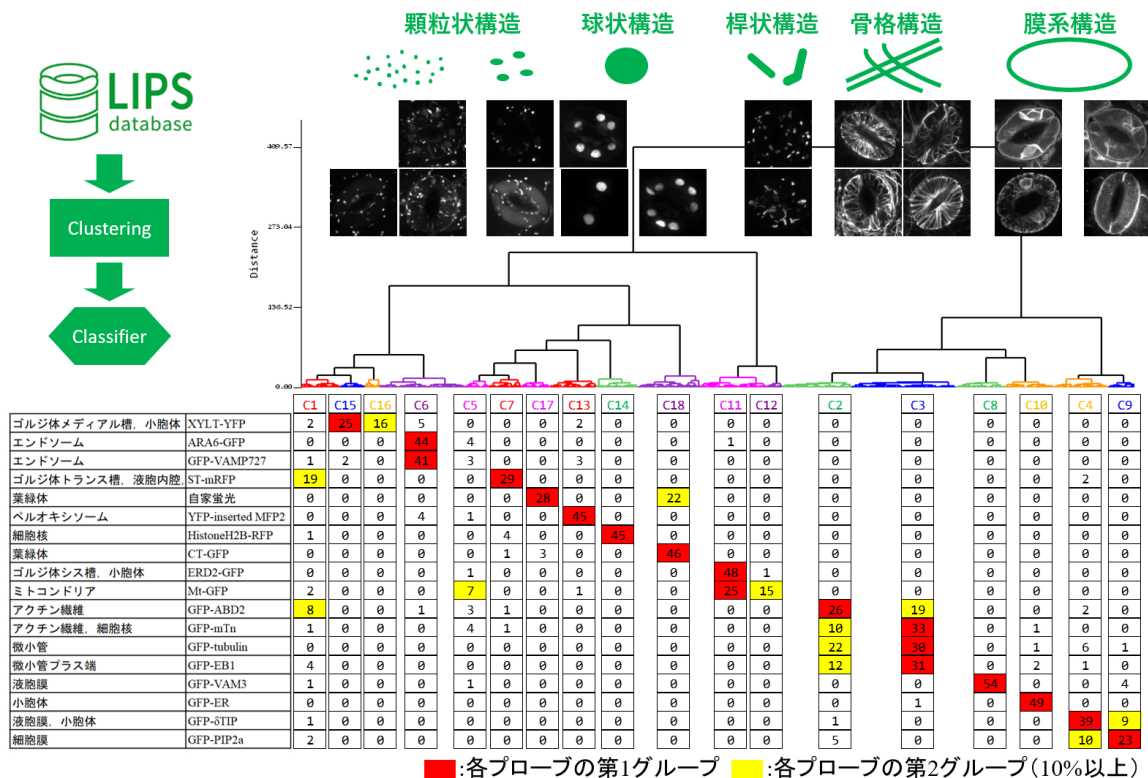 顆粒状構造 球状構造 桿状構造 骨格構造 膜系構造
LIPS
database
Clustering
Classifier
Distance
409.57
273.04
136.52
0.00
C1 C15 C16 C6 C5 C7 C17 C13 C14 C18 C11 C12 C2 C3 C8 C10 C4 C9
ゴルジ体メディアル槽，小胞体 XYLT-YFP 2 25 16 5 0 0 0 2 0 0 0 0 0 0 0 0 0 0
エンドソーム ARA6-GFP 0 0 0 44 4 0 0 0 0 0 1 0 0 0 0 0 0 0
エンドソーム GFP-VAMP727 1 2 0 41 3 0 0 3 0 0 0 0 0 0 0 0 0 0
ゴルジ体トランス槽，液胞内腔， ST-mRFP 19 0 0 0 0 29 0 0 0 0 0 0 0 0 0 0 2 0
葉緑体 自家蛍光 0 0 0 0 0 0 28 0 0 22 0 0 0 0 0 0 0 0
ペルオキシソーム YFP-inserted MFP2 0 0 0 4 1 0 0 45 0 0 0 0 0 0 0 0 0 0
細胞核 HistoneH2B-RFP 1 0 0 0 0 4 0 0 45 0 0 0 0 0 0 0 0 0
葉緑体 CT-GFP 0 0 0 0 0 1 3 0 0 46 0 0 0 0 0 0 0 0
ゴルジ体シス槽，小胞体 ERD2-GFP 0 0 0 0 1 0 0 0 0 0 48 1 0 0 0 0 0 0
ミトコンドリア Mt-GFP 2 0 0 0 7 0 0 1 0 0 25 15 0 0 0 0 0 0
アクチン繊維 GFP-ABD2 8 0 0 1 3 1 0 0 0 0 0 0 26 19 0 0 2 0
アクチン繊維，細胞核 GFP-mTn 1 0 0 0 4 1 0 0 0 0 0 0 10 33 0 1 0 0
微小管 GFP-tubulin 0 0 0 0 0 0 0 0 0 0 0 0 22 30 0 1 6 1
微小管プラス端 GFP-EB1 4 0 0 0 0 0 0 0 0 0 0 0 12 31 0 2 1 0
液胞膜 GFP-VAM3 1 0 0 0 1 0 0 0 0 0 0 0 0 0 54 0 0 4
小胞体 GFP-ER 0 0 0 0 0 0 0 0 0 0 0 0 0 1 0 49 0 0
液胞膜，小胞体 GFP-δTIP 1 0 0 0 0 0 0 0 0 0 0 0 1 0 0 0 39 9
細胞膜 GFP-PIP2a 2 0 0 0 0 0 0 0 0 0 0 0 5 0 0 0 10 23
:各プローブの第1グループ :各プローブの第2グループ(10%以上)